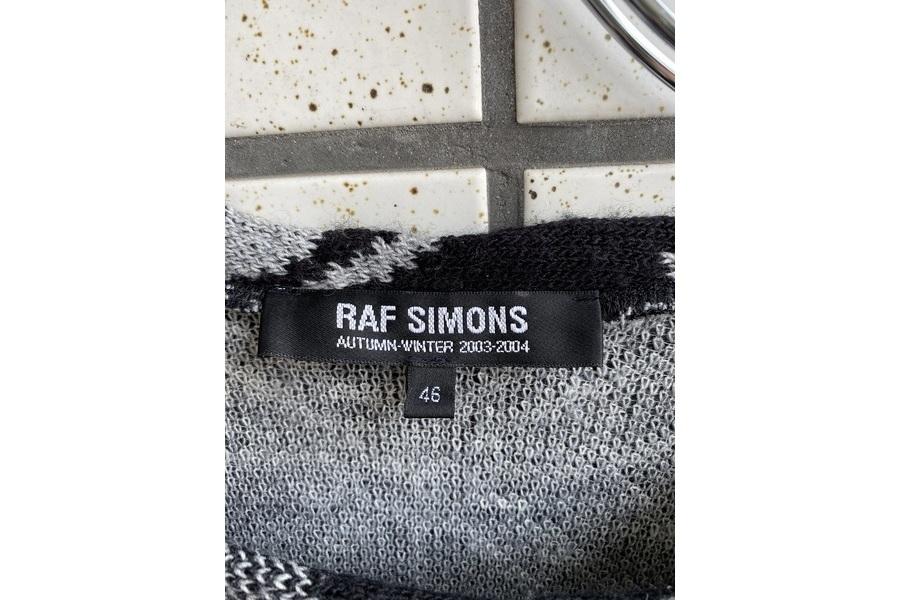 RAF SIMONS
AUTUMN-WINTER 2003-2004
46